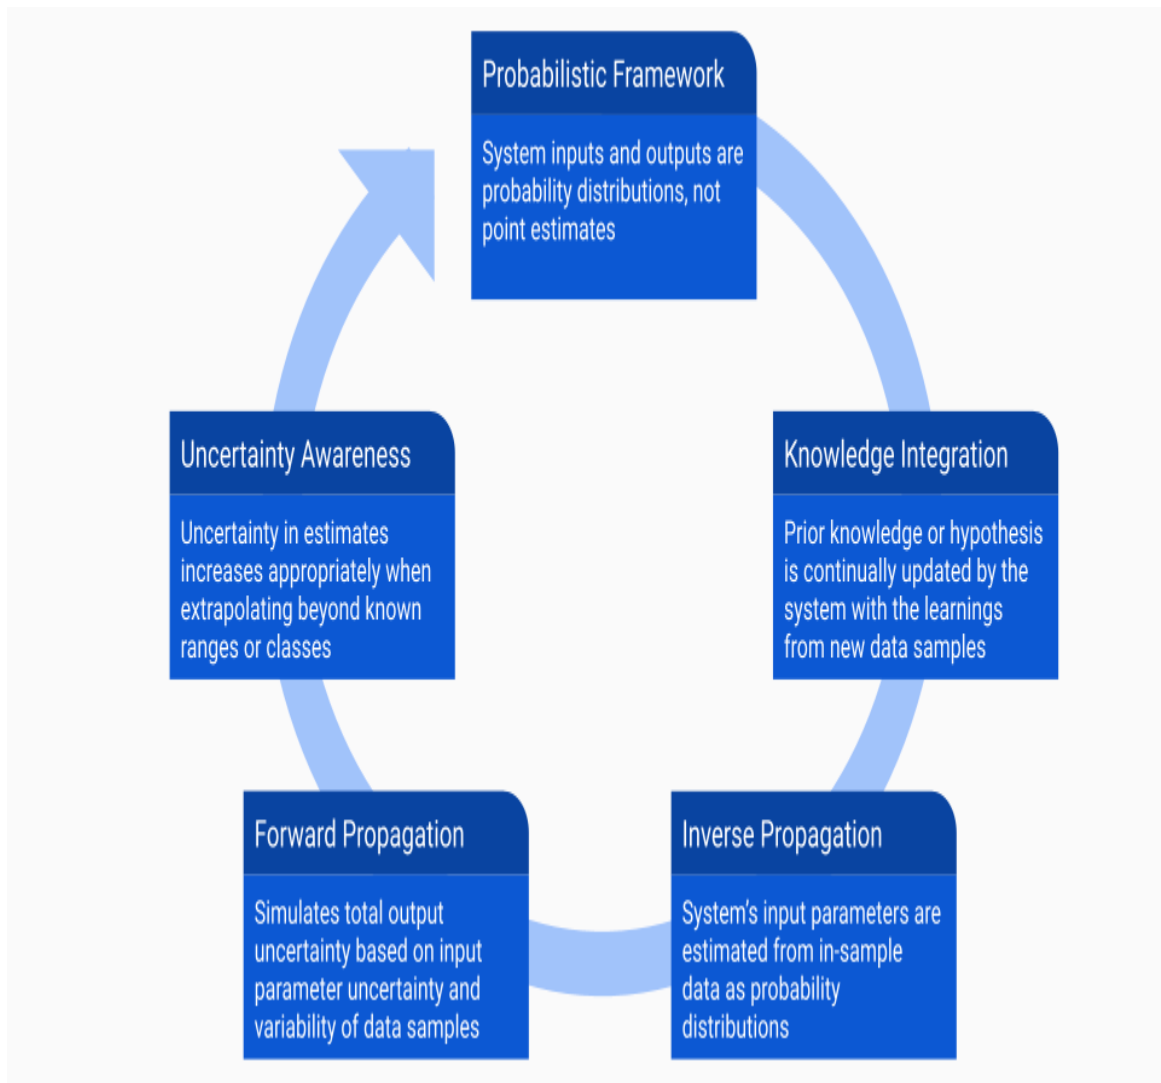 Probabilistic Framework
System inputs and outputs are
probability distributions, not
point estimates
Knowledge Integration
Prior knowledge or hypothesis
is continually updated by the
system with the learnings
from new data samples
Inverse Propagation
System’s input parameters are
estimated from in-sample
data as probability
distributions
Forward Propagation
Simulates total output
uncertainty based on input
parameter uncertainty and
variability of data samples
Uncertainty Awareness
Uncertainty in estimates
increases appropriately when
extrapolating beyond known
ranges or classes